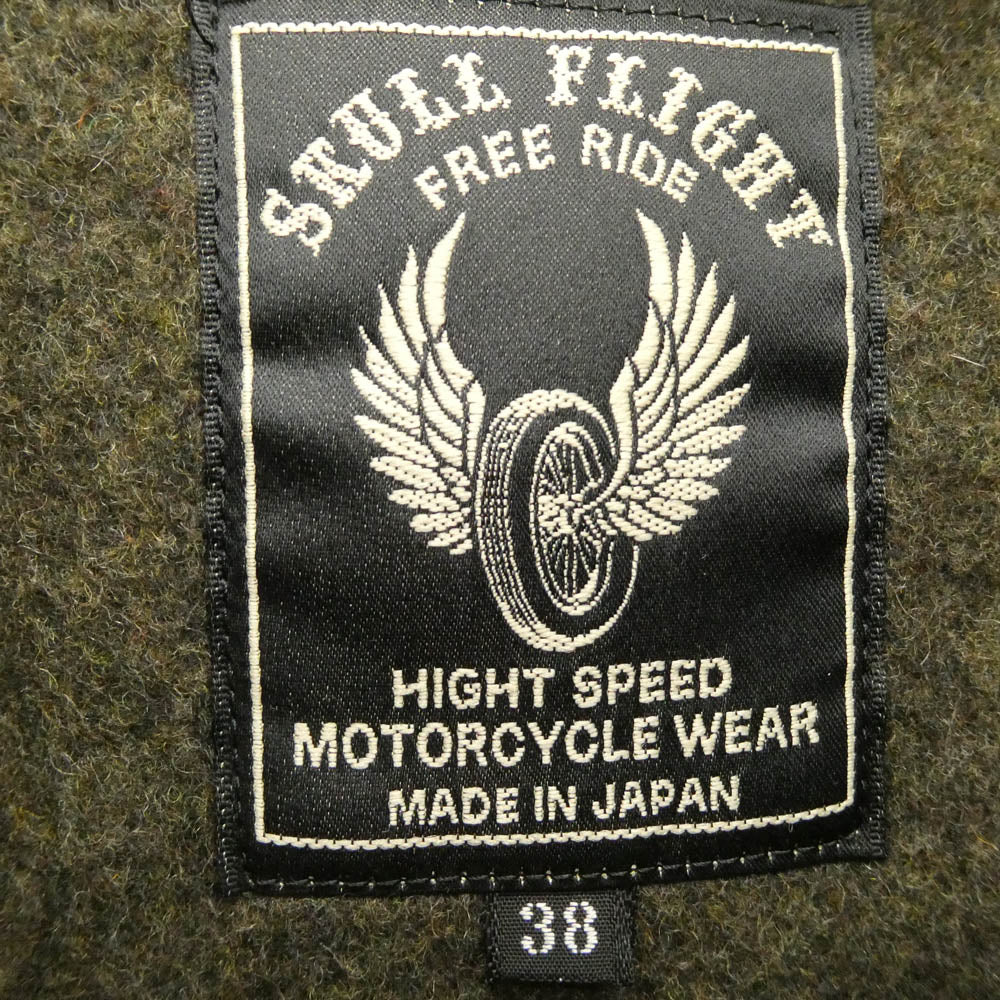 SKULL FLIGHT
FREE RIDE
HIGHT SPEED
MOTORCYCLE WEAR
MADE IN JAPAN
38